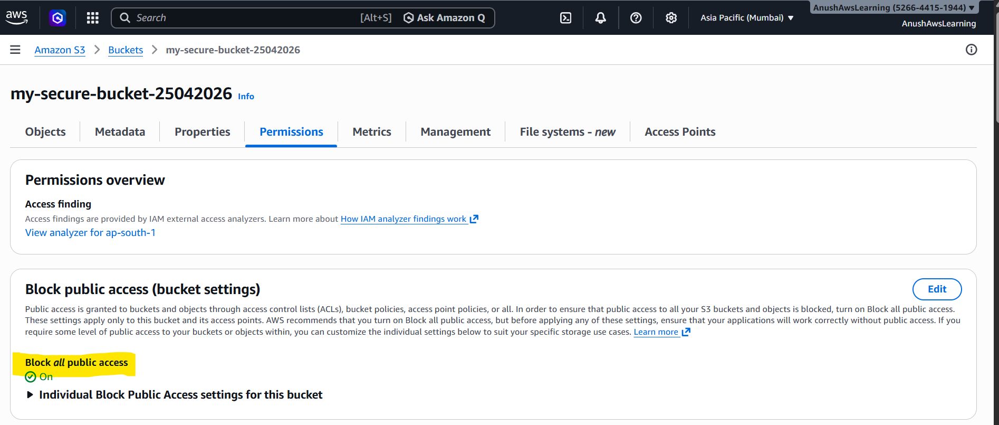 aws
Search [Alt+S] Ask Amazon Q
Asia Pacific (Mumbai) ▼
AnushAwsLearning (5266-4415-1944) ▼
AnushAwsLearning
Amazon S3 > Buckets > my-secure-bucket-25042026
my-secure-bucket-25042026 Info
Objects Metadata Properties Permissions Metrics Management File systems - new Access Points
Permissions overview
Access finding
Access findings are provided by IAM external access analyzers. Learn more about How IAM analyzer findings work
View analyzer for ap-south-1
Block public access (bucket settings)
Edit
Public access is granted to buckets and objects through access control lists (ACLs), bucket policies, access point policies, or all. In order to ensure that public access to all your S3 buckets and objects is blocked, turn on Block all public access.
These settings apply only to this bucket and its access points. AWS recommends that you turn on Block all public access, but before applying any of these settings, ensure that your applications will work correctly without public access. If you
require some level of public access to your buckets or objects within, you can customize the individual settings below to suit your specific storage use cases. Learn more
Block all public access
On
Individual Block Public Access settings for this bucket